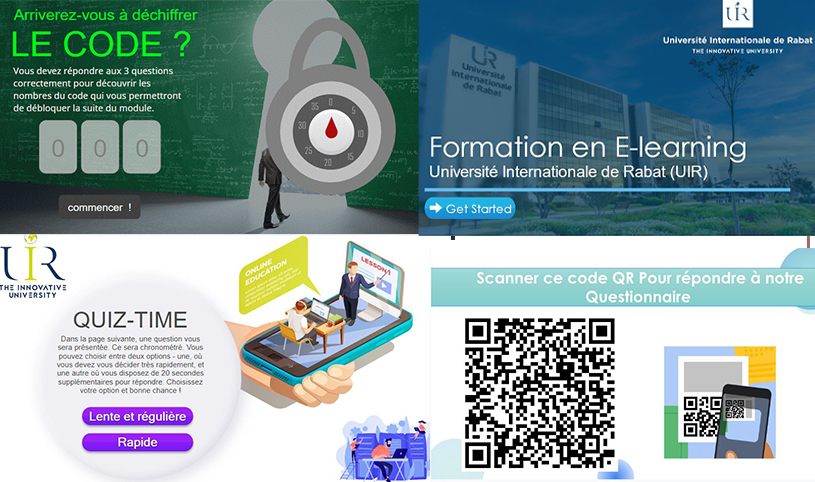 Arriverez-vous à déchiffrer
LE CODE ?
Vous devez répondre aux 3 questions
correctement pour découvrir les
nombres du code qui vous permettront
de débloquer la suite du module.
0 0 0
commencer !
0
5
10
15
20
25
30
35
UIR
Université Internationale de Rabat
THE INNOVATIVE UNIVERSITY
UIR
Université
Internationale
de Rabat
Formation en E-learning
Université Internationale de Rabat (UIR)
Get Started
UIR
THE INNOVATIVE
UNIVERSITY
QUIZ-TIME
Dans la page suivante, une question vous
sera présentée. Ce sera chronométré. Vous
pouvez choisir entre deux options - une, où
vous devez vous décider très rapidement, et
une autre où vous disposez de 20 secondes
supplémentaires pour répondre. Choisissez
votre option et bonne chance !
Lente et régulière
Rapide
ONLINE
EDUCATION
LESSON 1
Scanner ce code QR Pour répondre à notre
Questionnaire